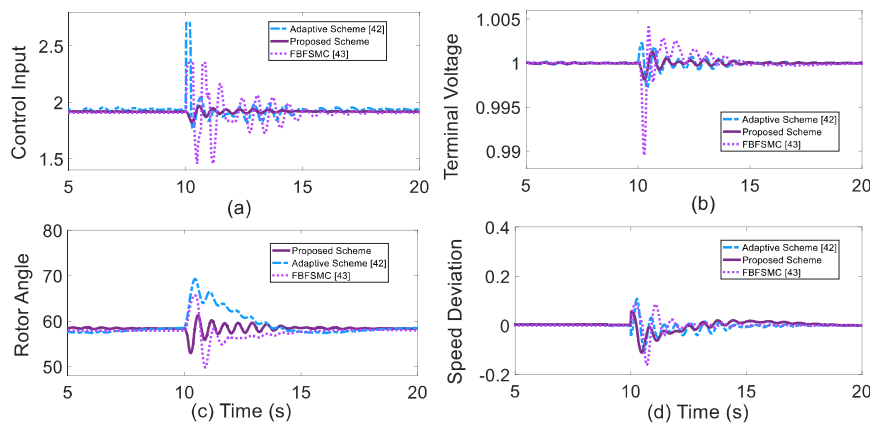 Control Input
2.5
2
1.5
5
10
15
20
Adaptive Scheme [42]
Proposed Scheme
FBFSMC [43]
(a)
Terminal Voltage
1.005
1
0.995
0.99
5
10
15
20
Adaptive Scheme [42]
Proposed Scheme
FBFSMC [43]
(b)
Rotor Angle
80
70
60
50
5
10
15
20
Proposed Scheme
Adaptive Scheme [42]
FBFSMC [43]
(c) Time (s)
Speed Deviation
0.4
0.2
0
-0.2
5
10
15
20
Adaptive Scheme [42]
Proposed Scheme
FBFSMC [43]
(d) Time (s)